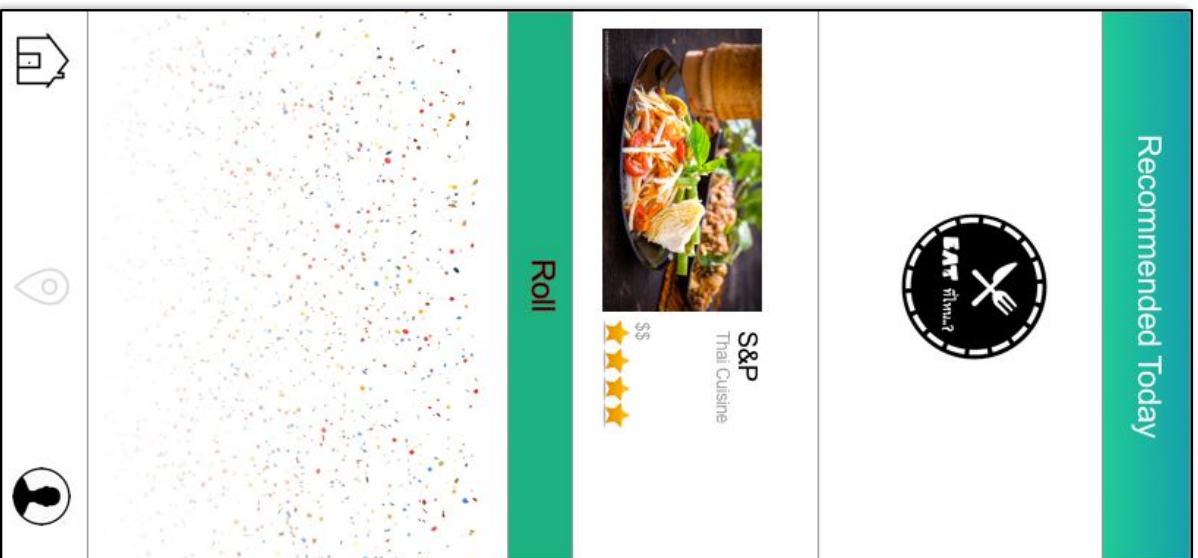 Recommended Today
EAT ที่ไหน..?
S&P
Thai Cuisine
$$
Roll